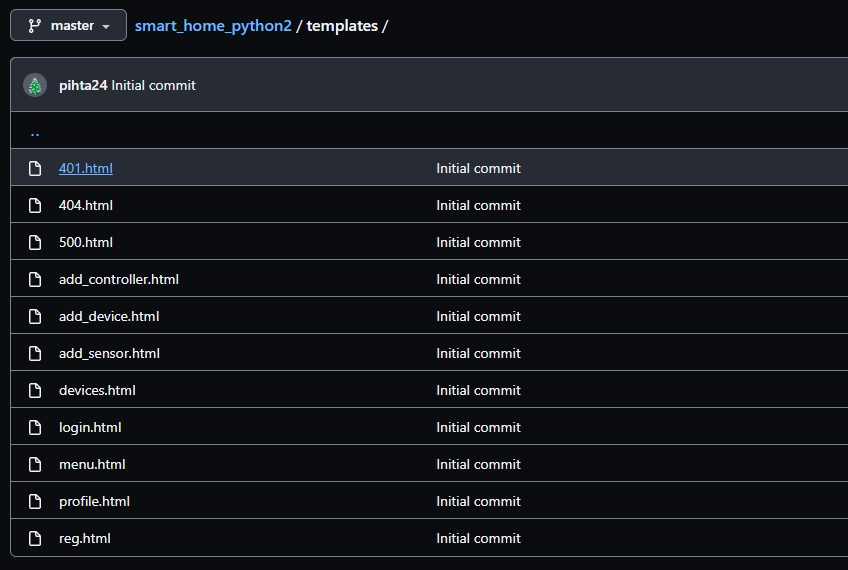 master smart_home_python2 / templates /
pihta24 Initial commit
..
401.html Initial commit
404.html Initial commit
500.html Initial commit
add_controller.html Initial commit
add_device.html Initial commit
add_sensor.html Initial commit
devices.html Initial commit
login.html Initial commit
menu.html Initial commit
profile.html Initial commit
reg.html Initial commit